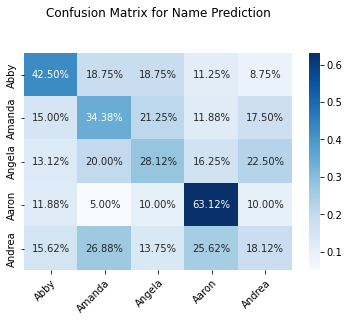 Confusion Matrix for Name Prediction
Abby 42.50% 18.75% 18.75% 11.25% 8.75%
Amanda 15.00% 34.38% 21.25% 11.88% 17.50%
Angela 13.12% 20.00% 28.12% 16.25% 22.50%
Aaron 11.88% 5.00% 10.00% 63.12% 10.00%
Andrea 15.62% 26.88% 13.75% 25.62% 18.12%
Abby Amanda Angela Aaron Andrea
0.6
0.5
0.4
0.3
0.2
0.1